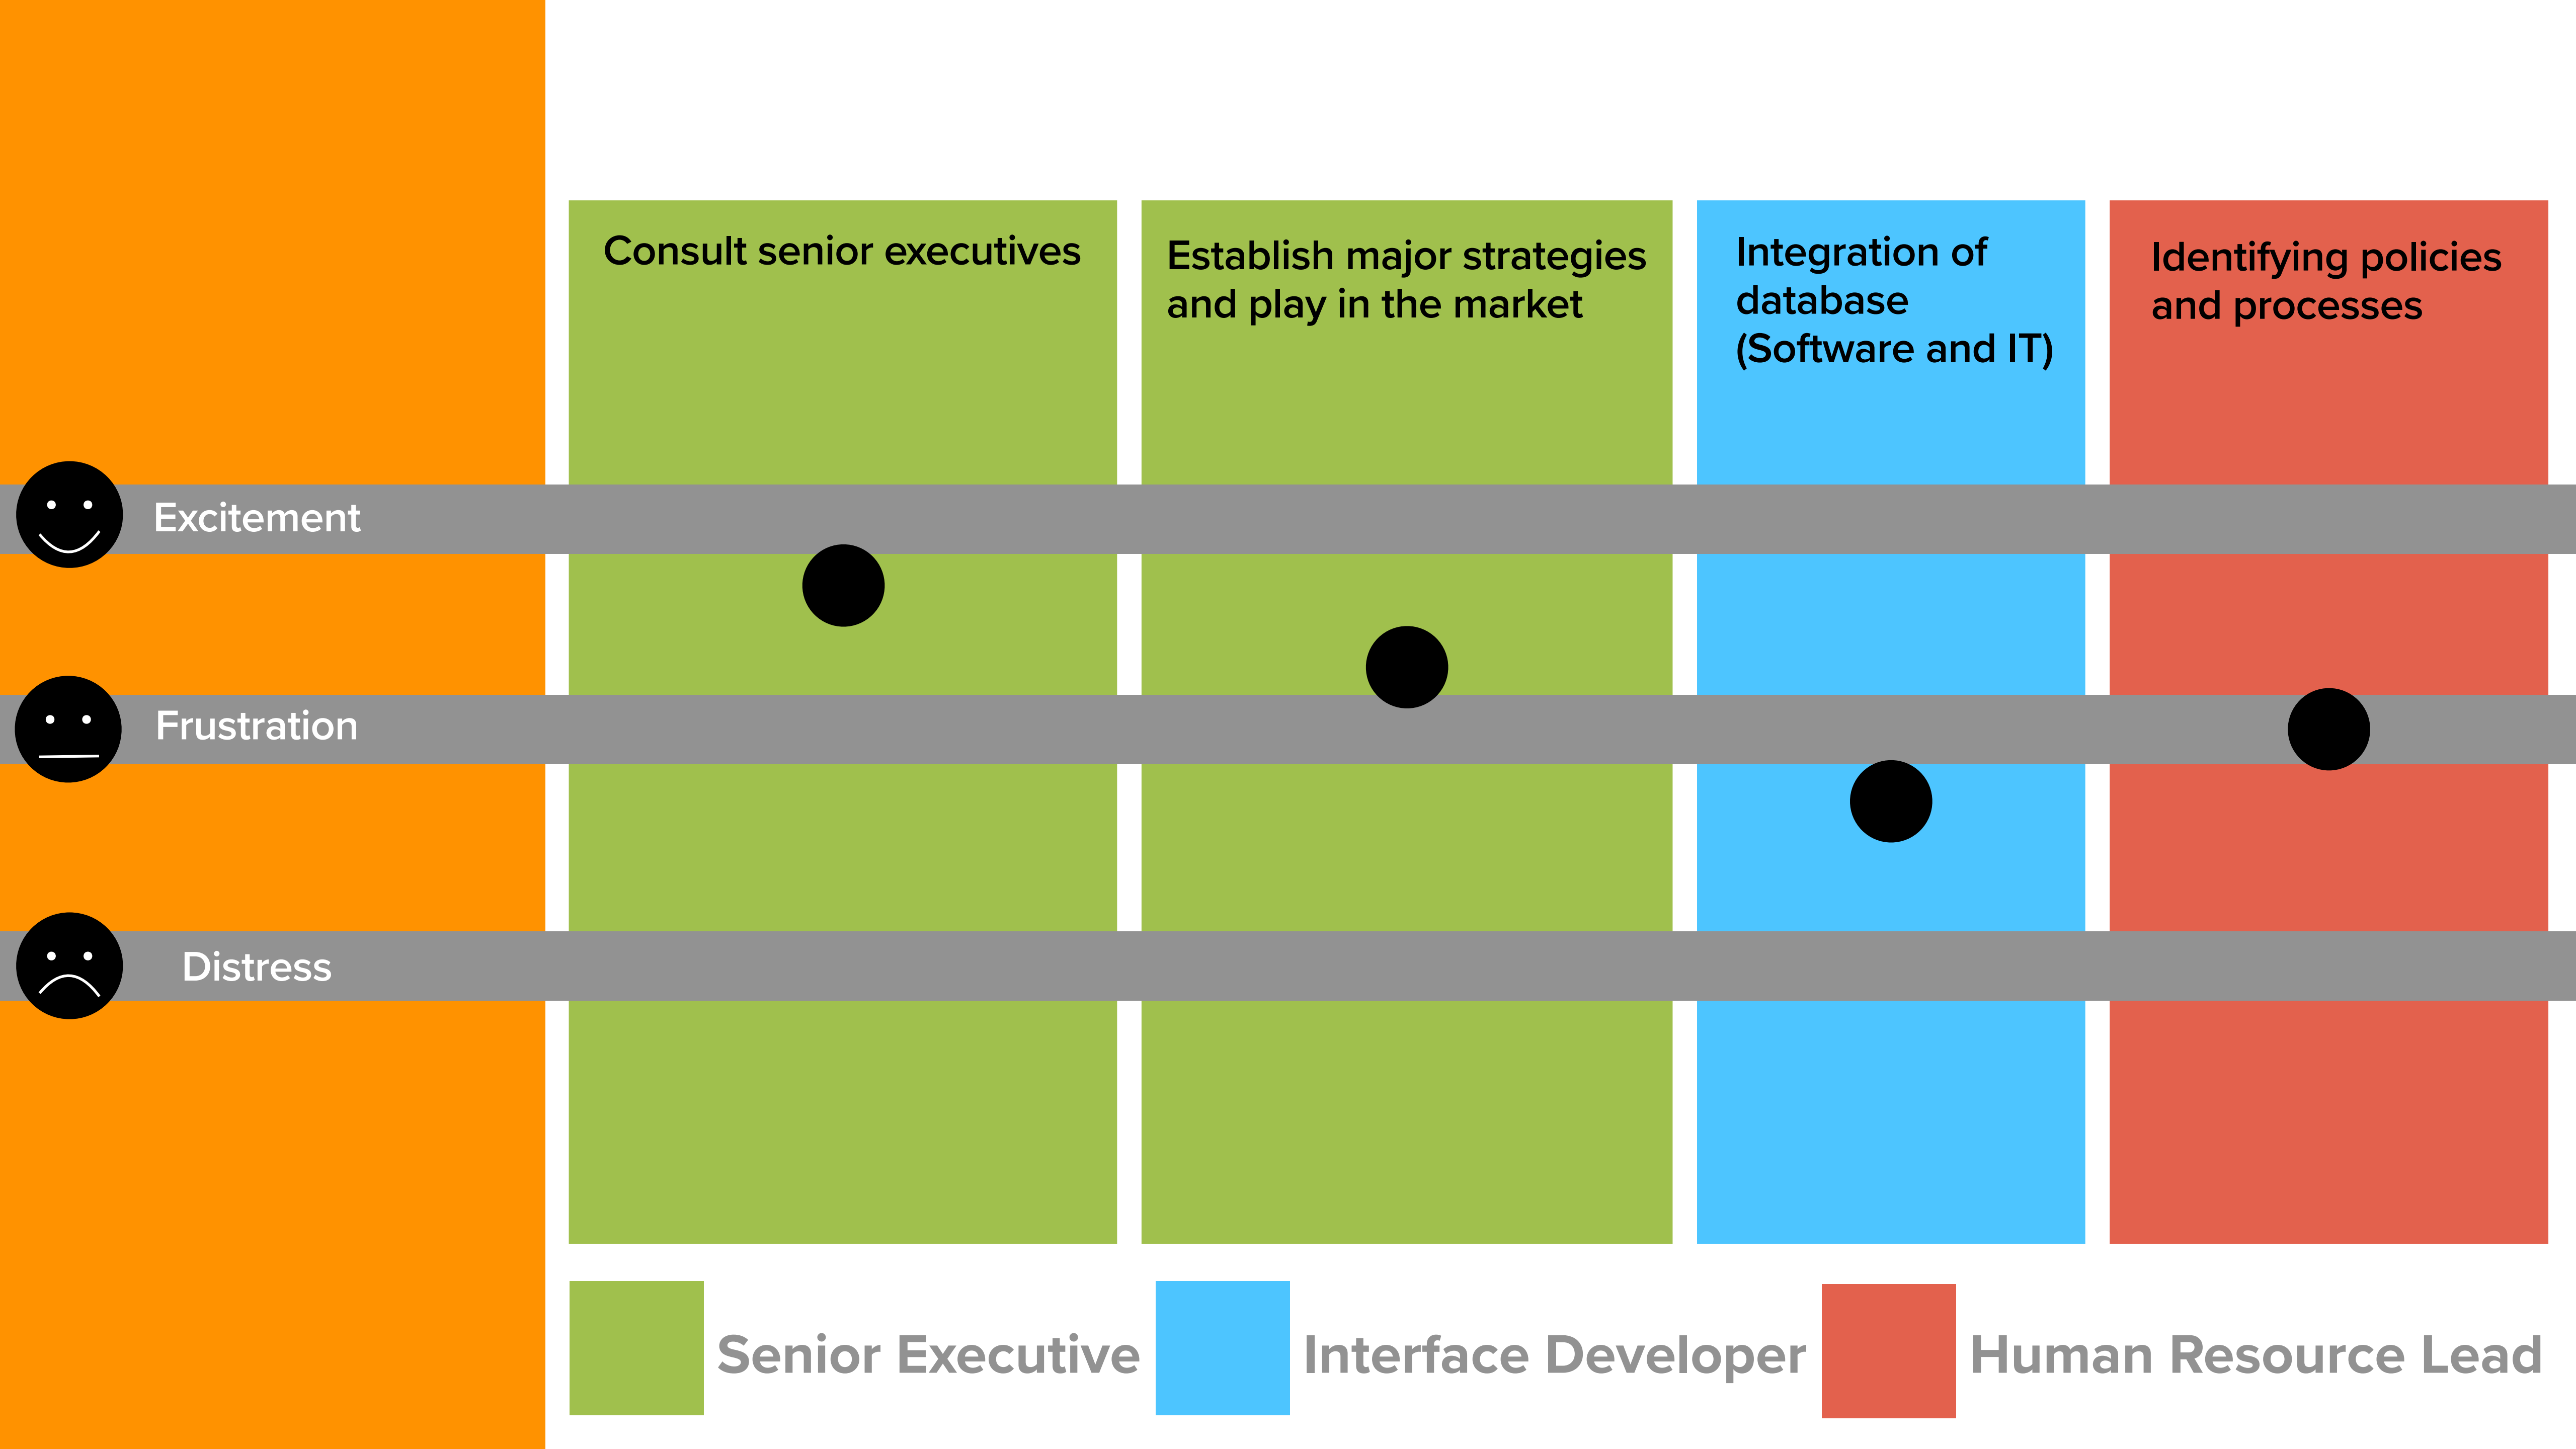 Consult senior executives
Establish major strategies
and play in the market
Integration of
database
(Software and IT)
Identifying policies
and processes
Excitement
Frustration
Distress
Senior Executive
Interface Developer
Human Resource Lead